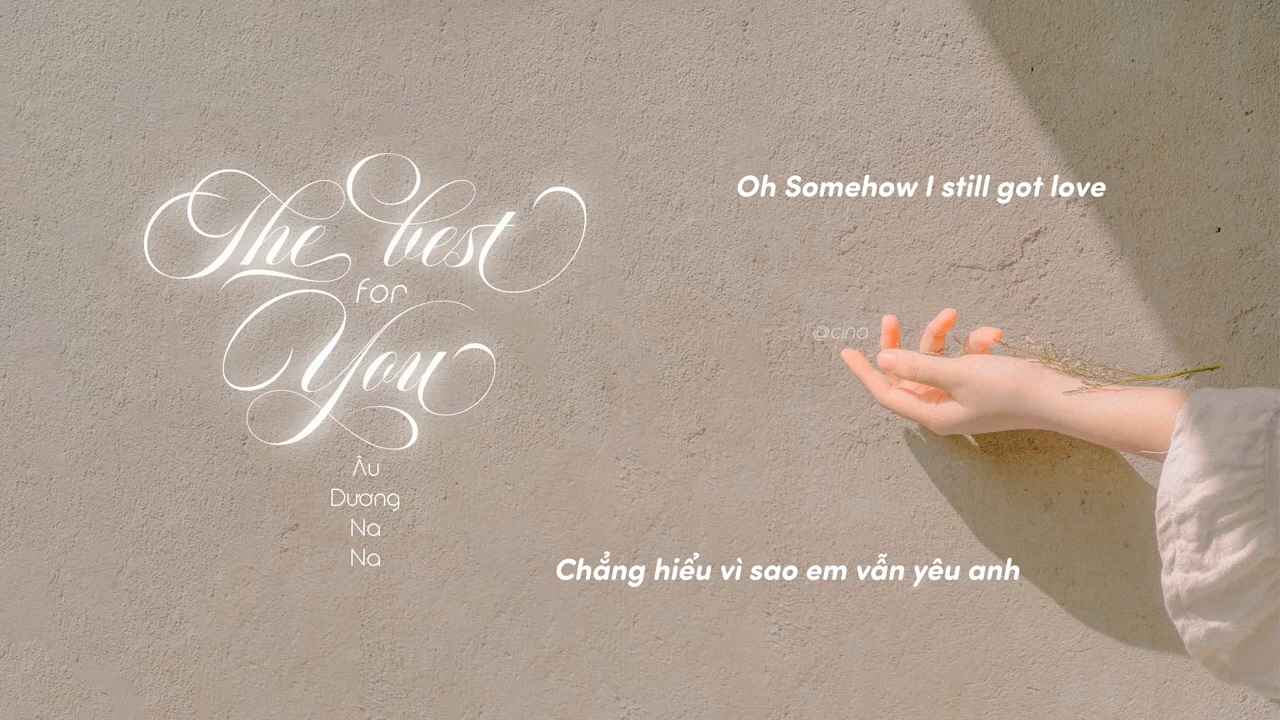 The best
for
You
Âu
Dương
Na
Na
Oh Somehow I still got love
@cina
Chẳng hiểu vì sao em vẫn yêu anh